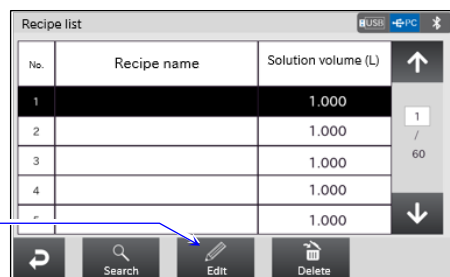 Recipe list USB PC
No. Recipe name Solution volume (L)
1 1.000
2 1.000
3 1.000
4 1.000
5 1.000
1
/
60
Search Edit Delete